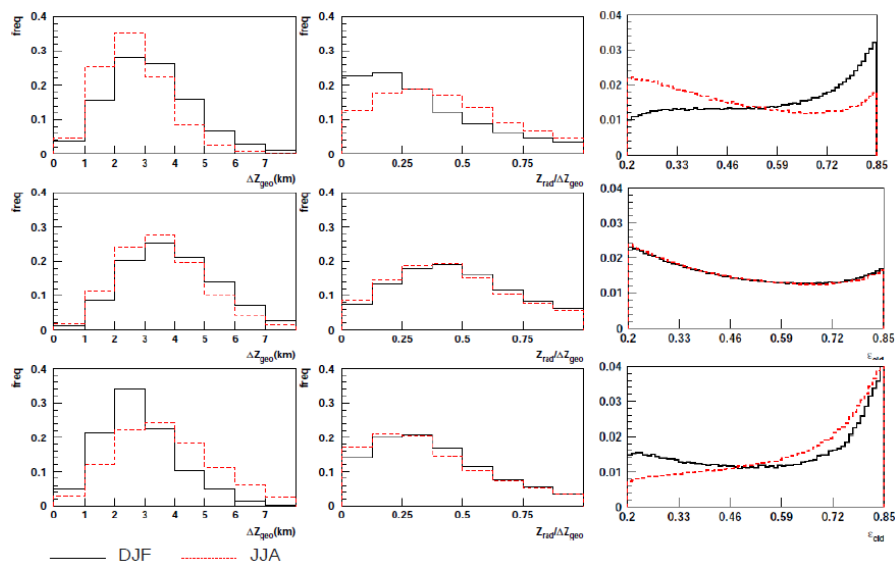 freq 0.4 0.3 0.2 0.1 0
0 1 2 3 4 5 6 7
ΔZgeo(km)
freq 0.4 0.3 0.2 0.1 0
0 0.25 0.5 0.75
Zrad/ΔZgeo
0.04 0.03 0.02 0.01 0
0.2 0.33 0.46 0.59 0.72 0.85
freq 0.4 0.3 0.2 0.1 0
0 1 2 3 4 5 6 7
ΔZgeo(km)
freq 0.4 0.3 0.2 0.1 0
0 0.25 0.5 0.75
Zrad/ΔZgeo
0.04 0.03 0.02 0.01 0
0.2 0.33 0.46 0.59 0.72 0.85
εcld
freq 0.4 0.3 0.2 0.1 0
0 1 2 3 4 5 6 7
ΔZgeo(km)
freq 0.4 0.3 0.2 0.1 0
0 0.25 0.5 0.75
Zrad/ΔZgeo
0.04 0.03 0.02 0.01 0
0.2 0.33 0.46 0.59 0.72 0.85
εcld
DJF JJA